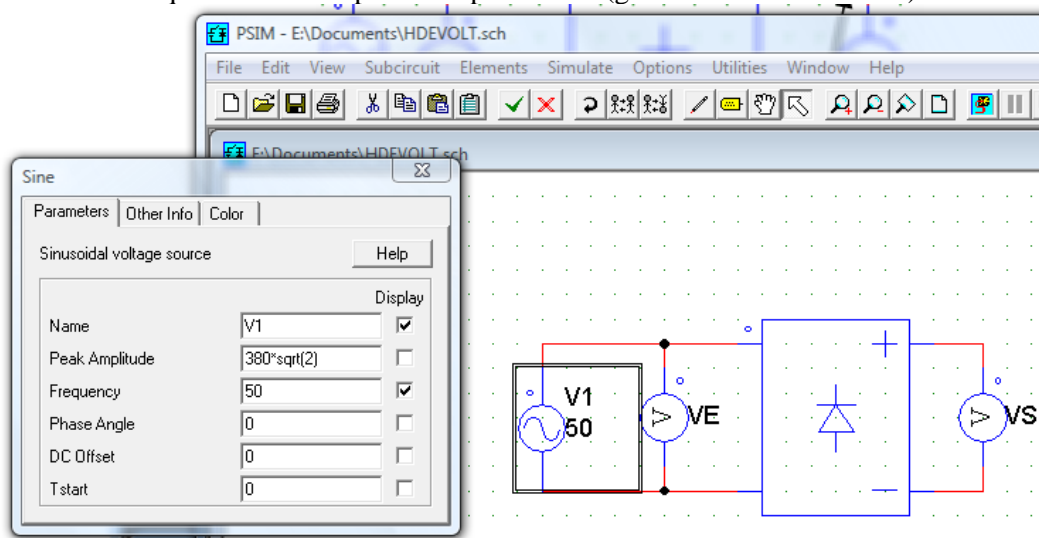 PSIM - E:\Documents\HDEVOLT.sch
File Edit View Subcircuit Elements Simulate Options Utilities Window Help
E:\Documents\HDEVOLT.sch
Sine
Parameters Other Info Color
Sinusoidal voltage source Help
Display
Name V1
Peak Amplitude 380*sqrt(2)
Frequency 50
Phase Angle 0
DC Offset 0
Tstart 0
V1
50
VE
VS